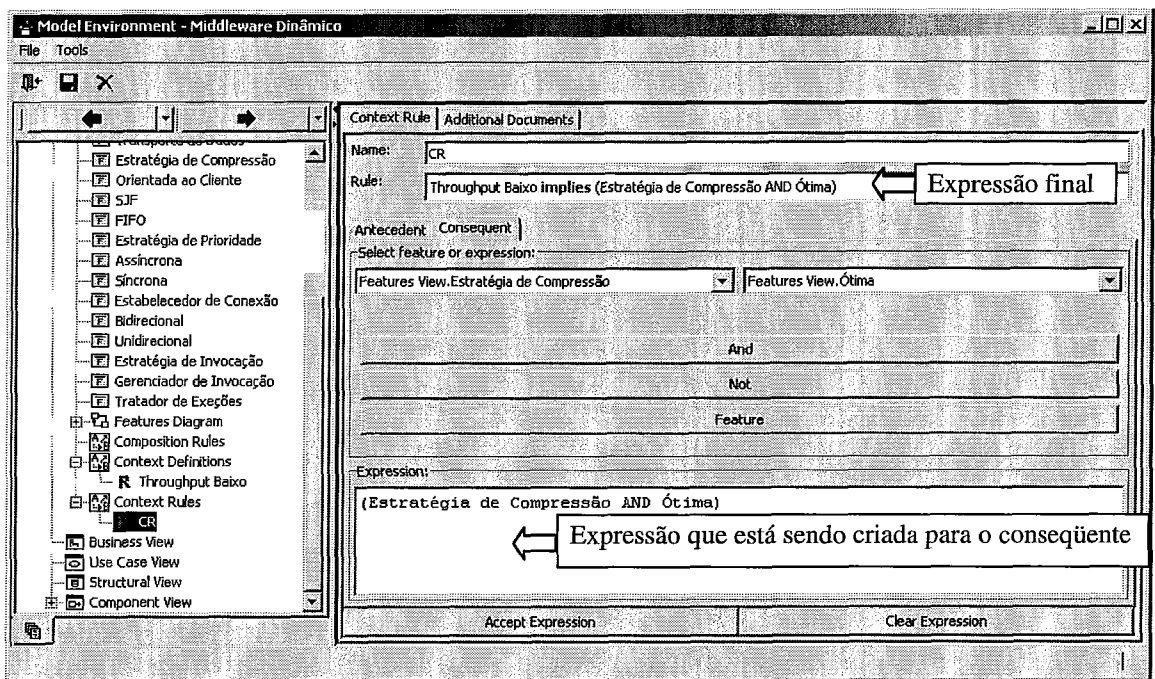 Model Environment - Middleware Dinâmico
File Tools
Context Rule Additional Documents
Name: CR
Rule: Throughput Baixo implies (Estratégia de Compressão AND Ótima)
Expressão final
Antecedent Consequent
Select feature or expression:
Features View.Estratégia de Compressão Features View.Ótima
And
Not
Feature
Expression:
(Estratégia de Compressão AND Ótima)
Expressão que está sendo criada para o conseqüente
Accept Expression Clear Expression
Estratégia de Compressão
Orientada ao Cliente
SJF
FIFO
Estratégia de Prioridade
Assíncrona
Síncrona
Estabelecedor de Conexão
Bidirecional
Unidirecional
Estratégia de Invocação
Gerenciador de Invocação
Tratador de Exeções
Features Diagram
Composition Rules
Context Definitions
R Throughput Baixo
Context Rules
CR
Business View
Use Case View
Structural View
Component View